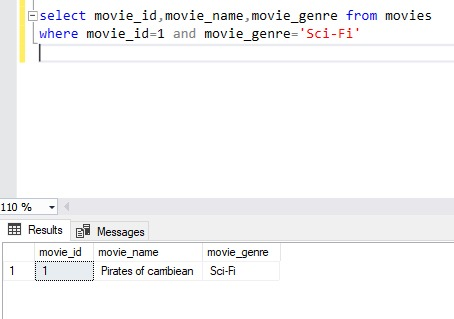 select movie_id,movie_name,movie_genre from movies
where movie_id=1 and movie_genre='Sci-Fi'
110 %
Results Messages
movie_id movie_name movie_genre
1 1 Pirates of carribiean Sci-Fi